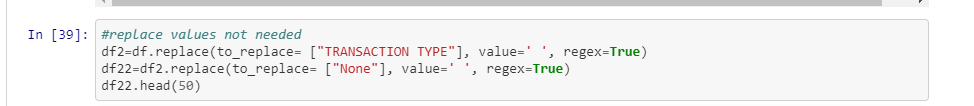 In [39]: #replace values not needed
df2=df.replace(to_replace= ["TRANSACTION TYPE"], value=' ', regex=True)
df22=df2.replace(to_replace= ["None"], value=' ', regex=True)
df22.head(50)